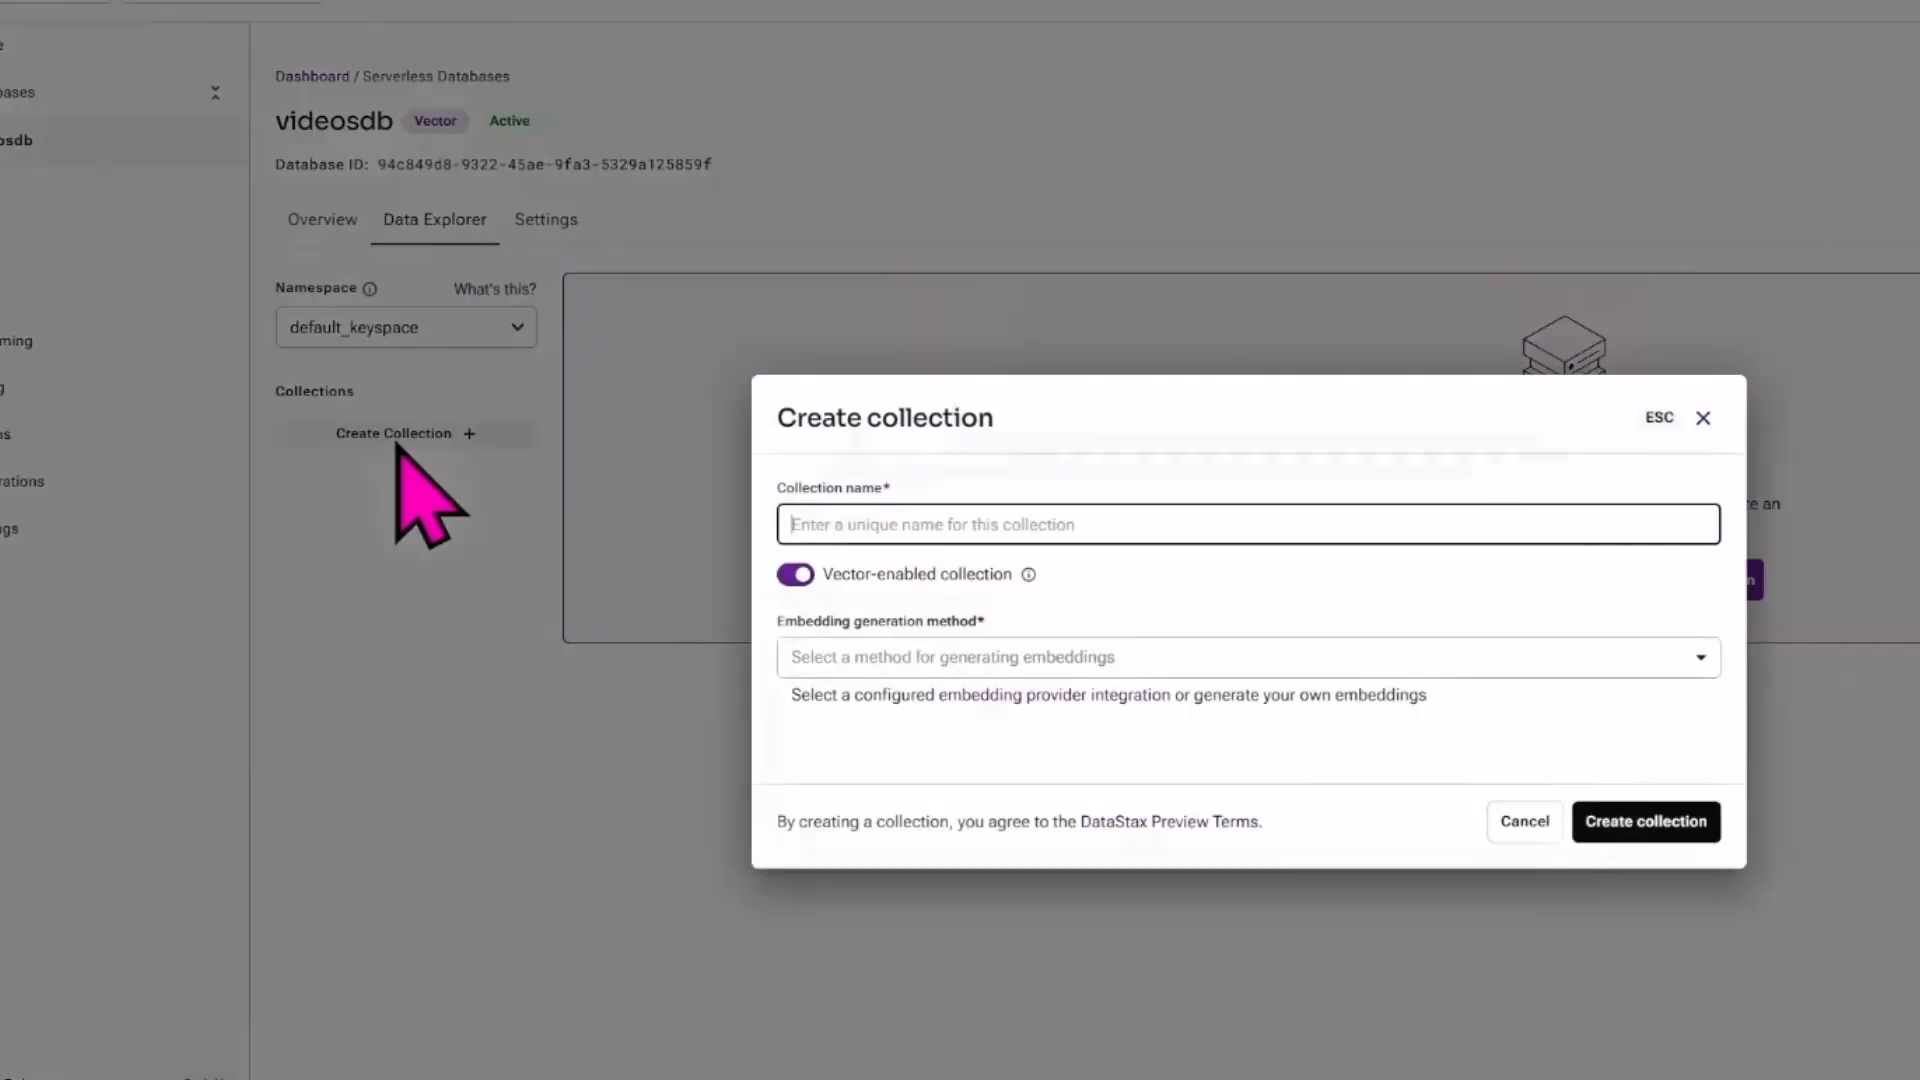 Dashboard / Serverless Databases
videosdb Vector Active
Database ID: 94c849d8-9322-45ae-9fa3-5329a125859f
Overview Data Explorer Settings
Namespace What's this?
default_keyspace
Collections
Create Collection +
Create collection ESC
Collection name*
Enter a unique name for this collection
Vector-enabled collection
Embedding generation method*
Select a method for generating embeddings
Select a configured embedding provider integration or generate your own embeddings
By creating a collection, you agree to the DataStax Preview Terms.
Cancel Create collection